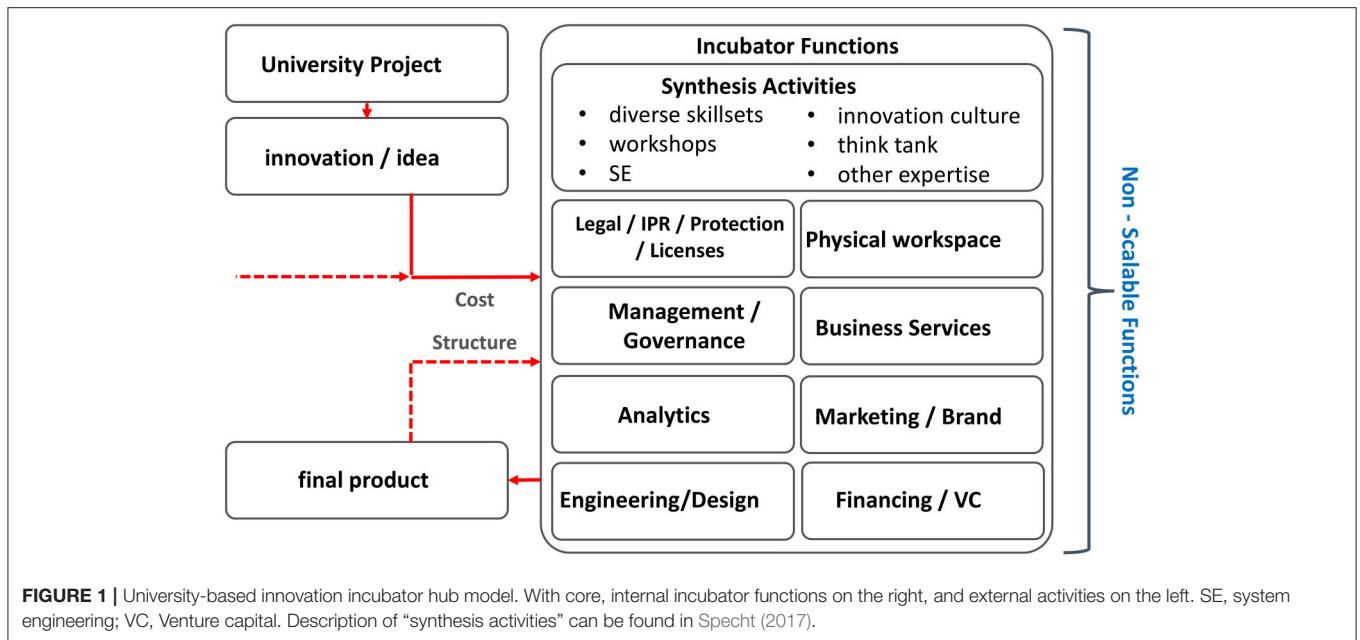 University Project
innovation / idea
Cost
Structure
final product
Incubator Functions
Synthesis Activities
• diverse skillsets
• workshops
• SE
• innovation culture
• think tank
• other expertise
Legal / IPR / Protection
/ Licenses
Physical workspace
Management /
Governance
Business Services
Analytics
Marketing / Brand
Engineering/Design
Financing / VC
Non - Scalable Functions
FIGURE 1 | University-based innovation incubator hub model. With core, internal incubator functions on the right, and external activities on the left. SE, system
engineering; VC, Venture capital. Description of “synthesis activities” can be found in Specht (2017).